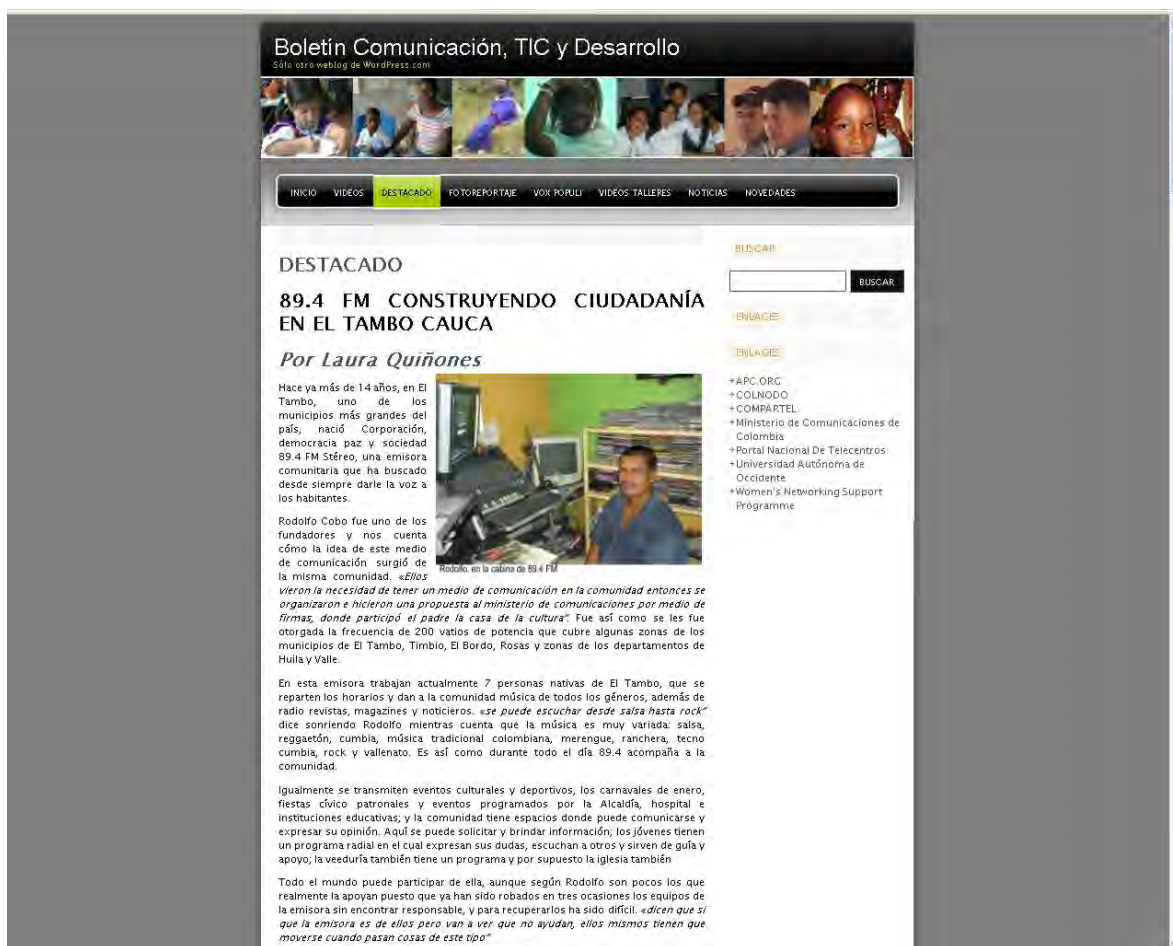 Boletín Comunicación, TIC y Desarrollo
Sólo otro weblog de WordPress.com
INICIO VIDEOS DESTACADO FOTOREPORTAJE VOX POPULI VIDEOS TALLERES NOTICIAS NOVEDADES
DESTACADO
89.4 FM CONSTRUYENDO CIUDADANÍA
EN EL TAMBO CAUCA
Por Laura Quiñones
Hace ya más de 14 años, en El
Tambo, uno de los
municipios más grandes del
país, nació Corporación,
democracia paz y sociedad
89.4 FM Stéreo, una emisora
comunitaria que ha buscado
desde siempre darle la voz a
los habitantes.
Rodolfo, en la cabina de 89.4 FM
Rodolfo Cobo fue uno de los
fundadores y nos cuenta
cómo la idea de este medio
de comunicación surgió de
la misma comunidad. «Ellos
vieron la necesidad de tener un medio de comunicación en la comunidad entonces se
organizaron e hicieron una propuesta al ministerio de comunicaciones por medio de
firmas, donde participó el padre la casa de la cultura”. Fue así como se les fue
otorgada la frecuencia de 200 vatios de potencia que cubre algunas zonas de los
municipios de El Tambo, Timbio, El Bordo, Rosas y zonas de los departamentos de
Huila y Valle.
En esta emisora trabajan actualmente 7 personas nativas de El Tambo, que se
reparten los horarios y dan a la comunidad música de todos los géneros, además de
radio revistas, magazines y noticieros. «se puede escuchar desde salsa hasta rock”
dice sonriendo Rodolfo mientras cuenta que la música es muy variada: salsa,
reggaetón, cumbia, música tradicional colombiana, merengue, ranchera, tecno
cumbia, rock y vallenato. Es así como durante todo el día 89.4 acompaña a la
comunidad.
Igualmente se transmiten eventos culturales y deportivos, los carnavales de enero,
fiestas cívico patronales y eventos programados por la Alcaldía, hospital e
instituciones educativas; y la comunidad tiene espacios donde puede comunicarse y
expresar su opinión. Aquí se puede solicitar y brindar información; los jóvenes tienen
un programa radial en el cual expresan sus dudas, escuchan a otros y sirven de guía y
apoyo; la veeduría también tiene un programa y por supuesto la iglesia también
Todo el mundo puede participar de ella, aunque según Rodolfo son pocos los que
realmente la apoyan puesto que ya han sido robados en tres ocasiones los equipos de
la emisora sin encontrar responsable, y para recuperarlos ha sido difícil. «dicen que si
que la emisora es de ellos pero van a ver que no ayudan, ellos mismos tienen que
moverse cuando pasan cosas de este tipo”
BUSCAR
BUSCAR
ENLACES
ENLACES
APC.ORG
COLNODO
COMPARTEL
Ministerio de Comunicaciones de
Colombia
Portal Nacional De Telecentros
Universidad Autónoma de
Occidente
Women's Networking Support
Programme